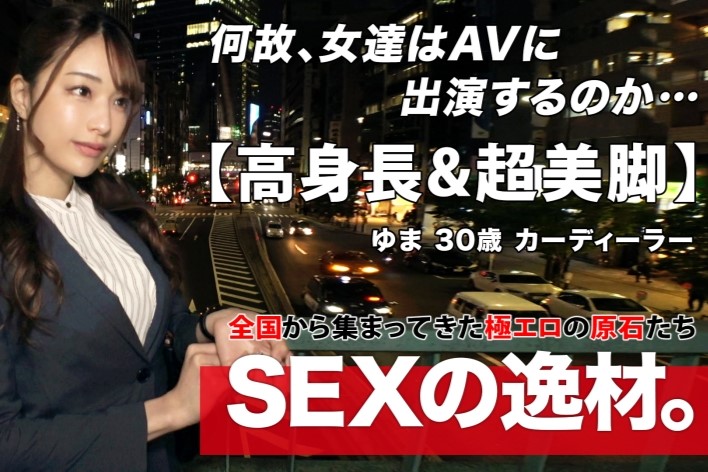 何故、女達はAVに
出演するのか…
【高身長&超美脚】
ゆま 30歳 カーディーラー
全国から集まってきた極エロの原石たち
SEXの逸材。